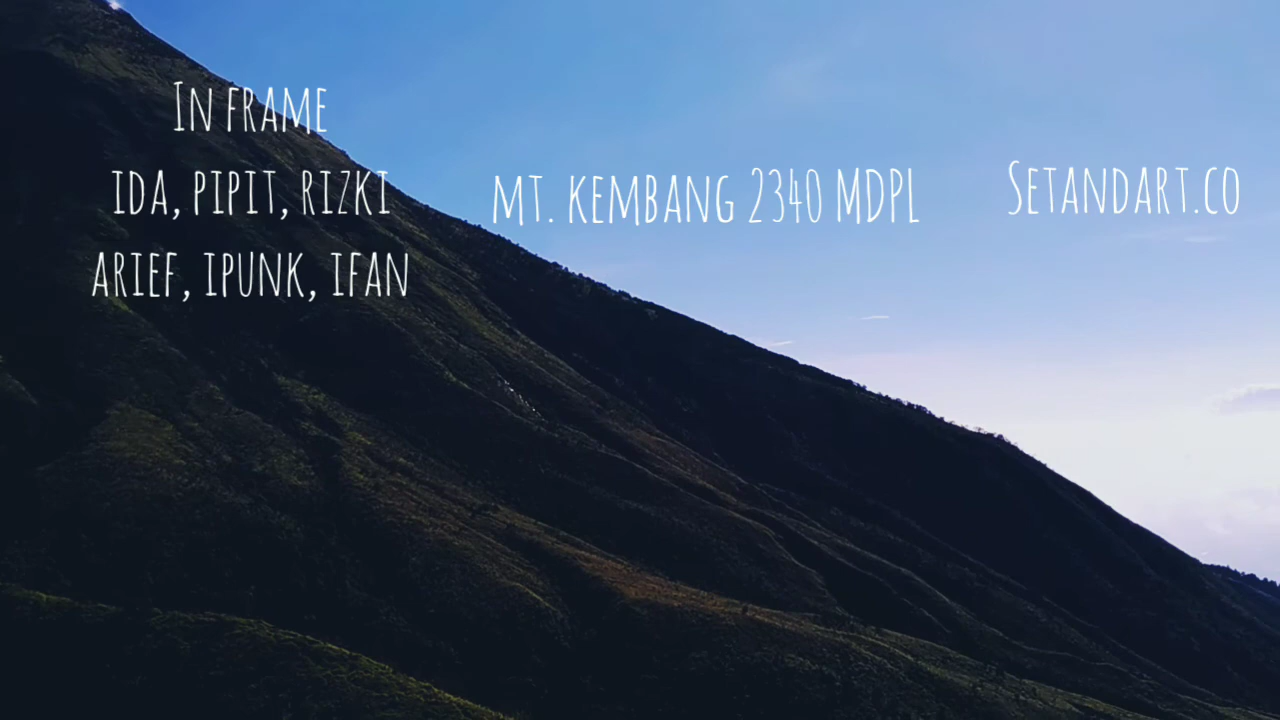 In frame
ida, pipit, rizki
arief, ipunk, ifan
mt. kembang 2340 MDPL
Setandart.co